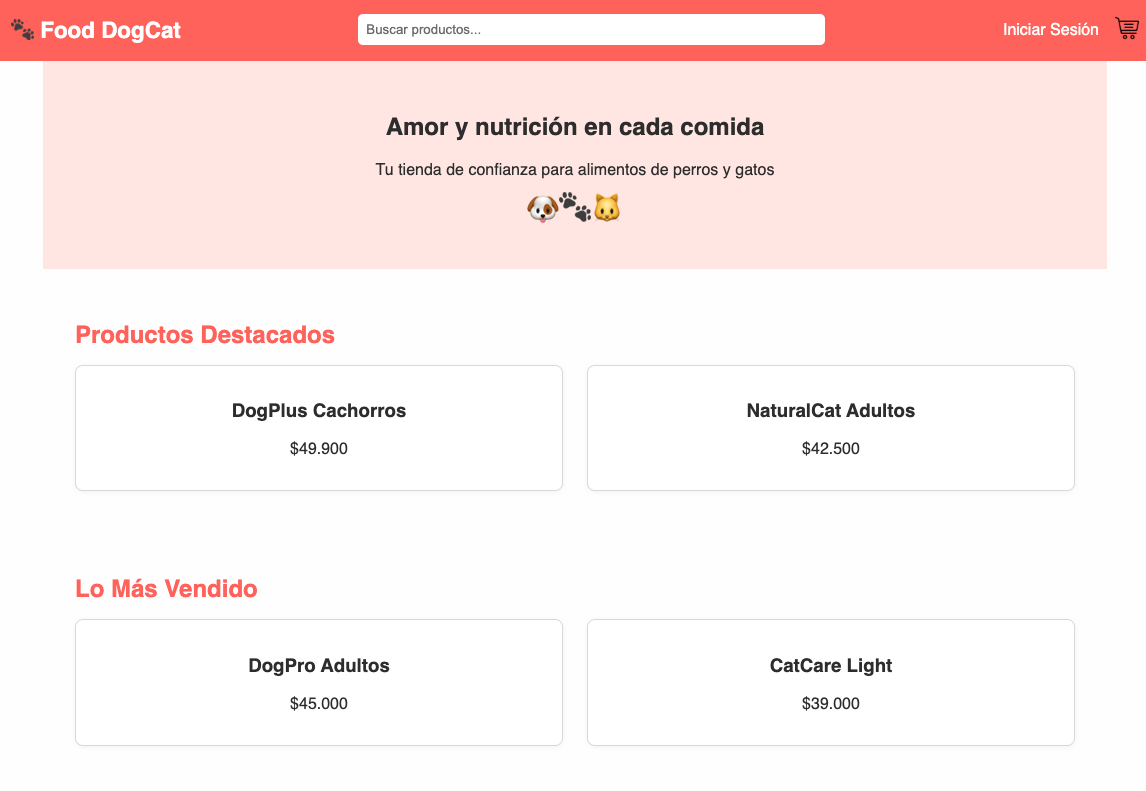 Food DogCat
Buscar productos...
Iniciar Sesión
Amor y nutrición en cada comida
Tu tienda de confianza para alimentos de perros y gatos
Productos Destacados
DogPlus Cachorros
$49.900
NaturalCat Adultos
$42.500
Lo Más Vendido
DogPro Adultos
$45.000
CatCare Light
$39.000